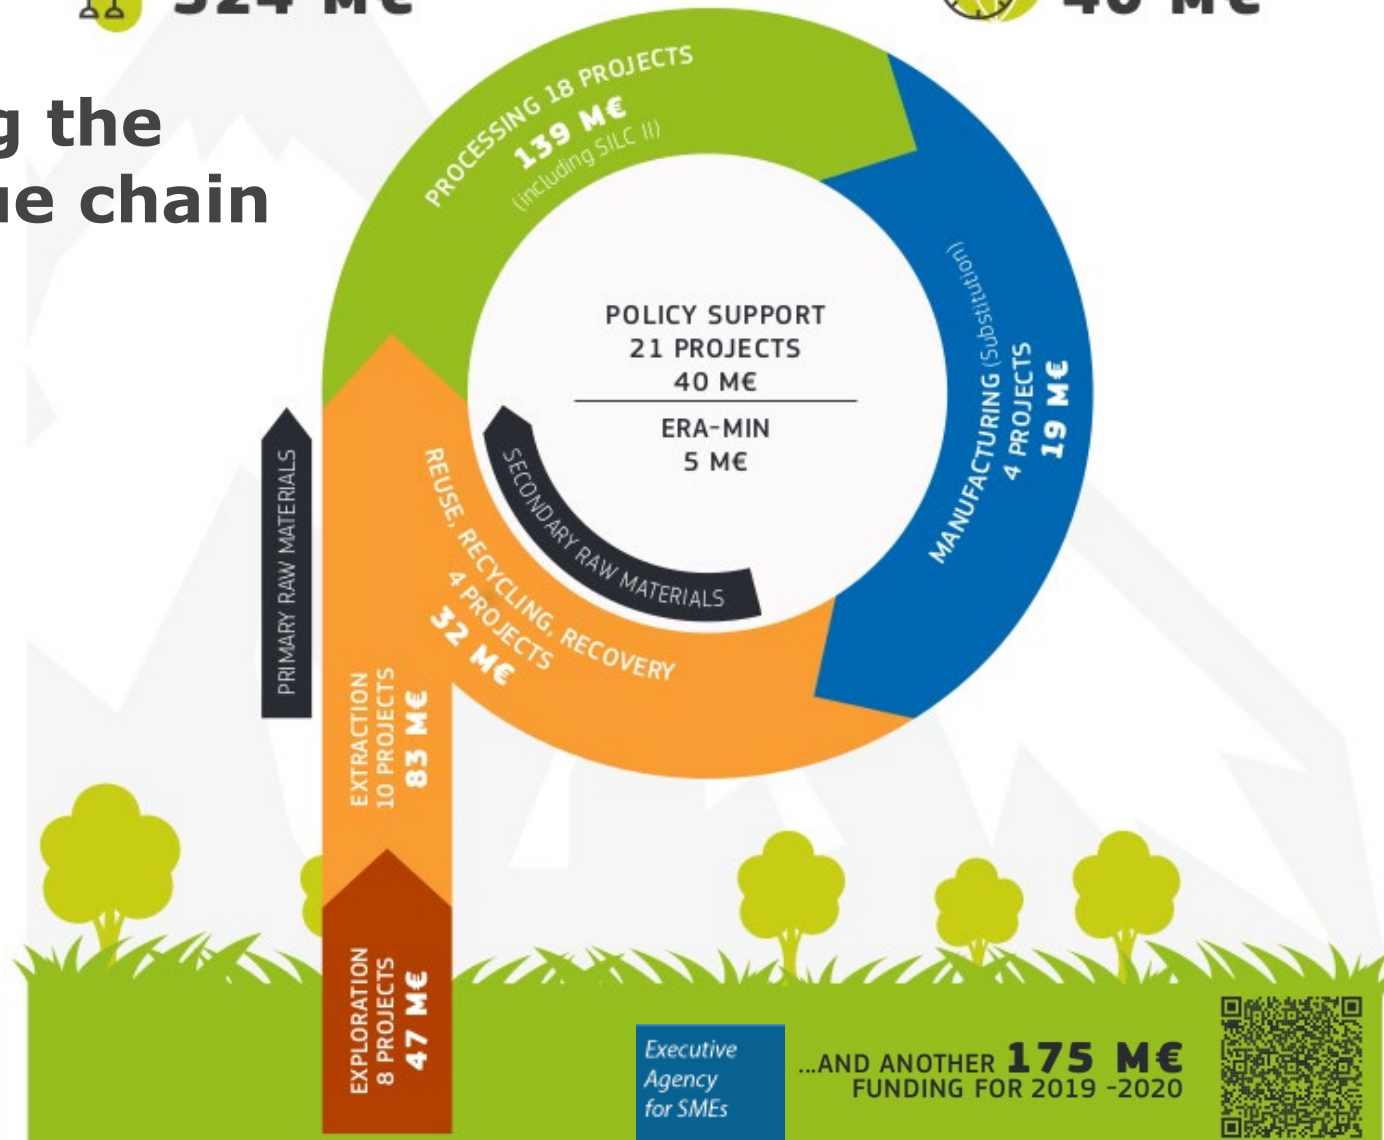 324 M€
40 M€
g the
ue chain
PROCESSING 18 PROJECTS
139 M€
(including SILC II)
MANUFACTURING (Substitution)
4 PROJECTS
19 M€
POLICY SUPPORT
21 PROJECTS
40 M€
ERA-MIN
5 M€
SECONDARY RAW MATERIALS
PRIMARY RAW MATERIALS
REUSE, RECYCLING, RECOVERY
4 PROJECTS
32 M€
EXTRACTION
10 PROJECTS
83 M€
EXPLORATION
8 PROJECTS
47 M€
Executive
Agency
for SMEs
...AND ANOTHER 175 M€
FUNDING FOR 2019 -2020